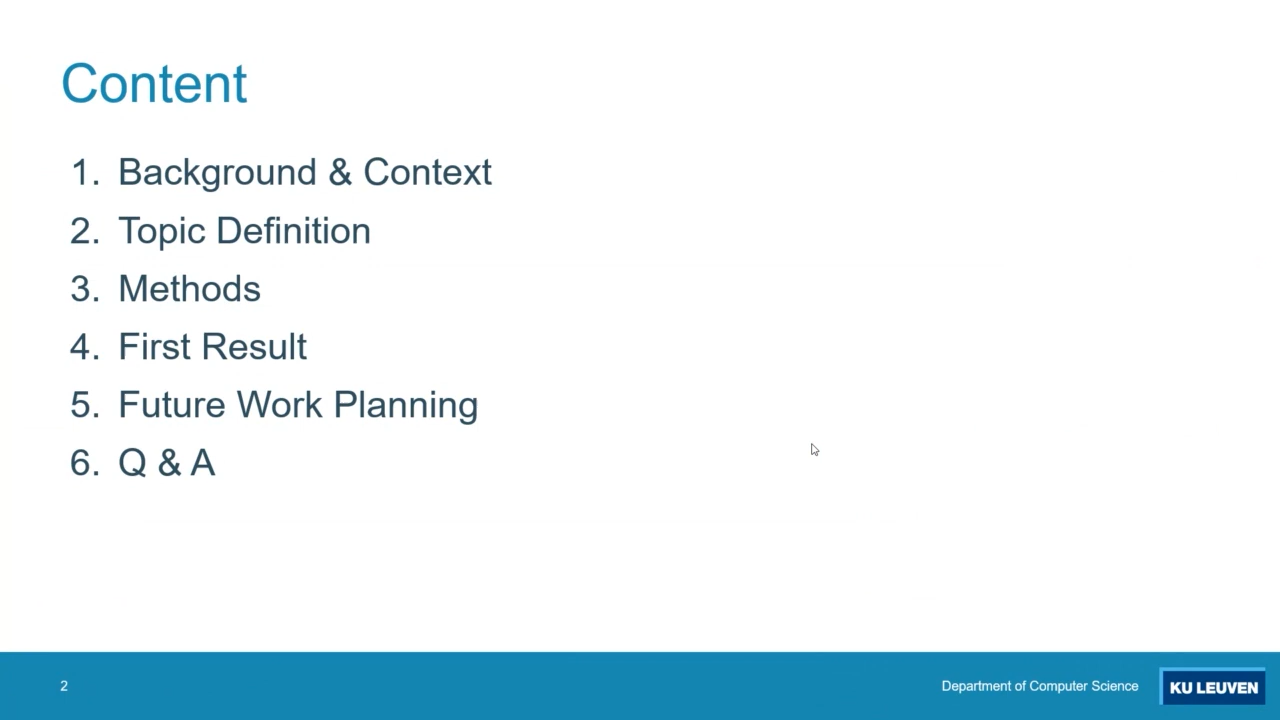 Content
1. Background & Context
2. Topic Definition
3. Methods
4. First Result
5. Future Work Planning
6. Q & A
2
Department of Computer Science
KU LEUVEN